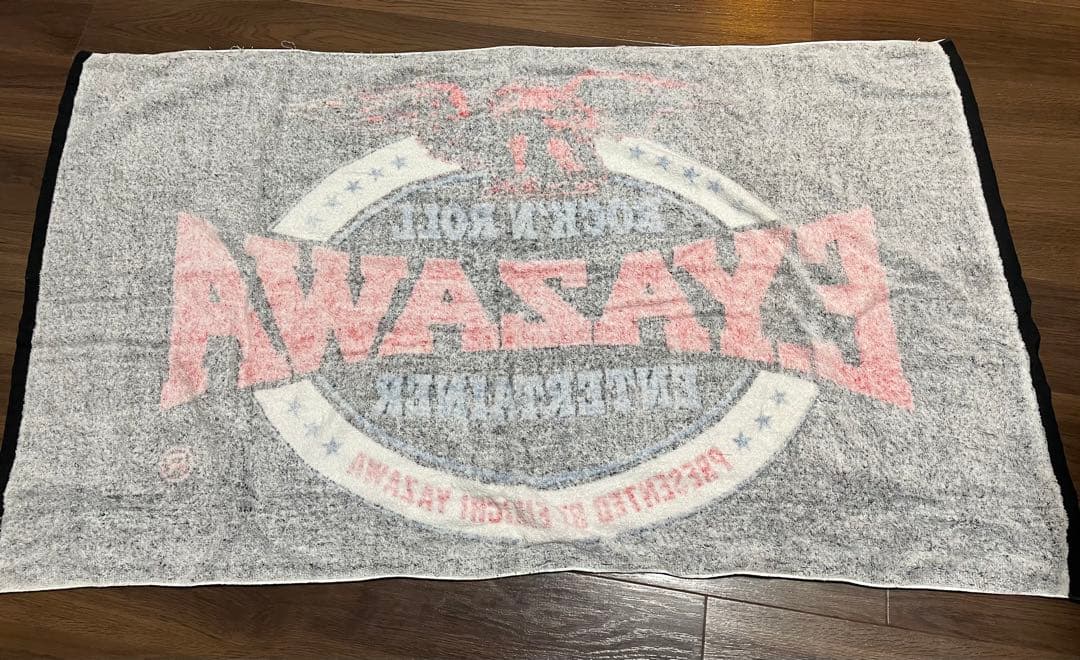 ROCK'N ROLL
E.YAZAWA
ENTERTAINER
PRESENTED BY EIKICHI YAZAWA
®